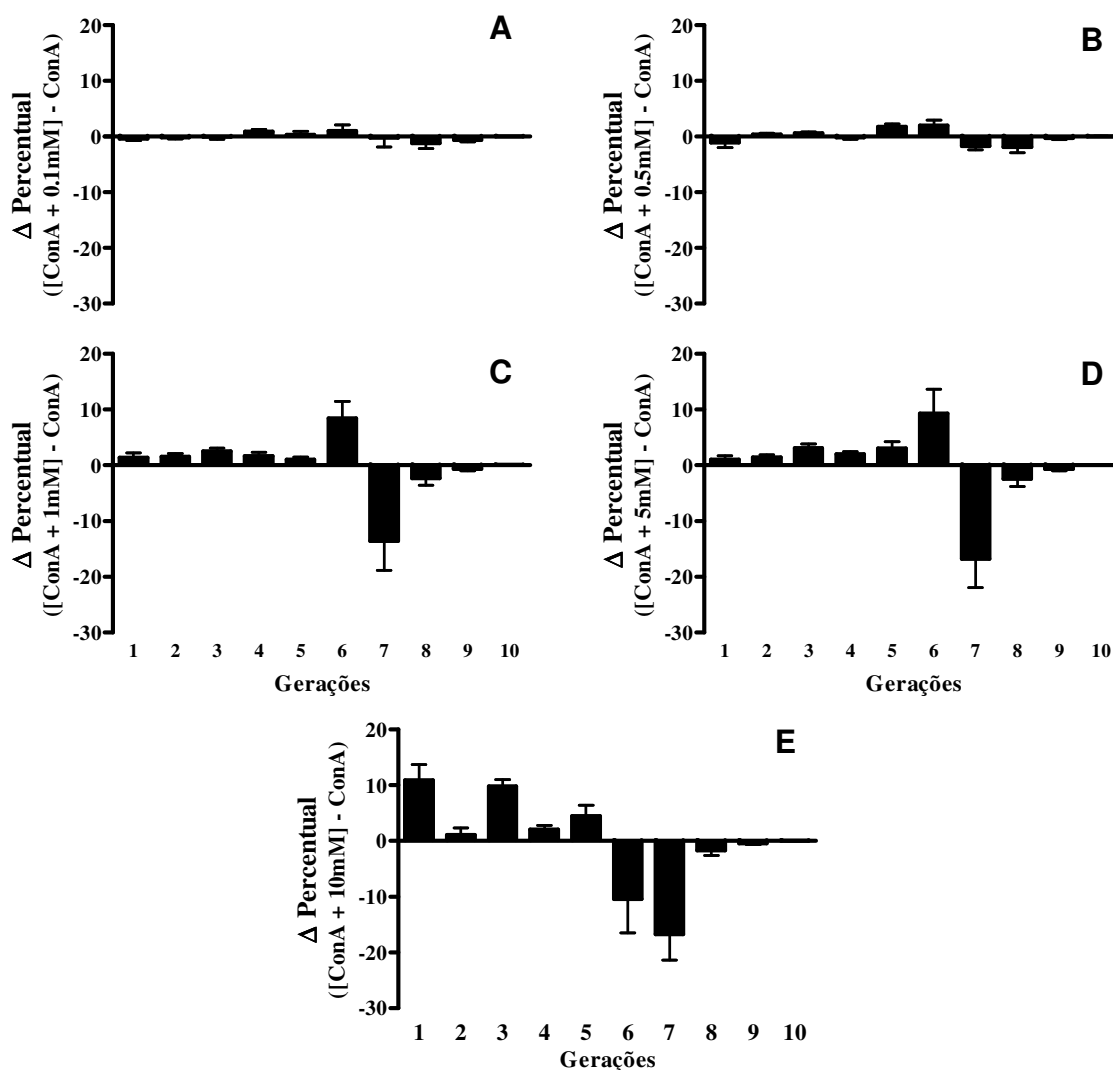 A
20
10
0
-10
-20
-30
Δ Percentual
([ConA + 0.1mM] - ConA)
B
20
10
0
-10
-20
-30
Δ Percentual
([ConA + 0.5mM] - ConA)
C
20
10
0
-10
-20
-30
Δ Percentual
([ConA + 1mM] - ConA)
1 2 3 4 5 6 7 8 9 10
Gerações
D
20
10
0
-10
-20
-30
Δ Percentual
([ConA + 5mM] - ConA)
1 2 3 4 5 6 7 8 9 10
Gerações
E
20
10
0
-10
-20
-30
Δ Percentual
([ConA + 10mM] - ConA)
1 2 3 4 5 6 7 8 9 10
Gerações